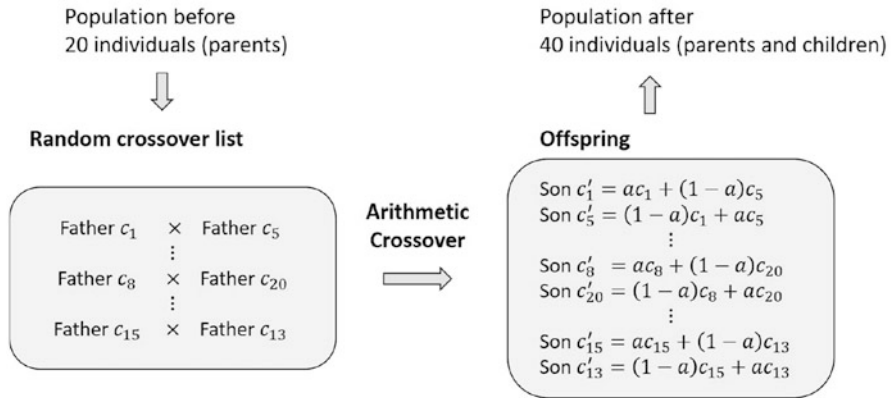 Population before
20 individuals (parents)
Random crossover list
Father c₁ × Father c₅
⋮
Father c₈ × Father c₂₀
⋮
Father c₁₅ × Father c₁₃
Arithmetic
Crossover
Population after
40 individuals (parents and children)
Offspring
Son c′₁ = ac₁ + (1 − a)c₅
Son c′₅ = (1 − a)c₁ + ac₅
⋮
Son c′₈ = ac₈ + (1 − a)c₂₀
Son c′₂₀ = (1 − a)c₈ + ac₂₀
⋮
Son c′₁₅ = ac₁₅ + (1 − a)c₁₃
Son c′₁₃ = (1 − a)c₁₅ + ac₁₃